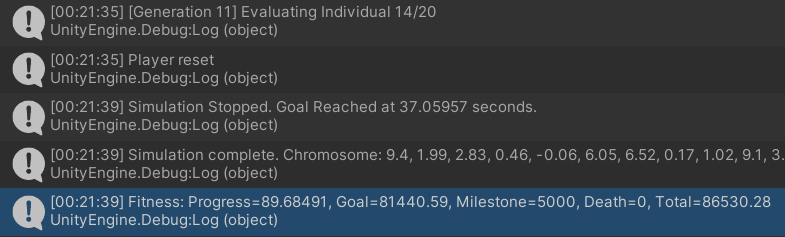 [00:21:35] [Generation 11] Evaluating Individual 14/20
UnityEngine.Debug:Log (object)
[00:21:35] Player reset
UnityEngine.Debug:Log (object)
[00:21:39] Simulation Stopped. Goal Reached at 37.05957 seconds.
UnityEngine.Debug:Log (object)
[00:21:39] Simulation complete. Chromosome: 9.4, 1.99, 2.83, 0.46, -0.06, 6.05, 6.52, 0.17, 1.02, 9.1, 3.
UnityEngine.Debug:Log (object)
[00:21:39] Fitness: Progress=89.68491, Goal=81440.59, Milestone=5000, Death=0, Total=86530.28
UnityEngine.Debug:Log (object)